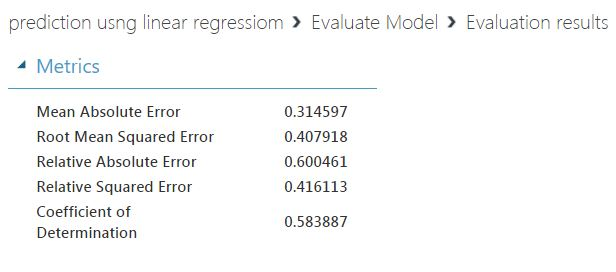 prediction usng linear regressiom > Evaluate Model > Evaluation results
Metrics
Mean Absolute Error 0.314597
Root Mean Squared Error 0.407918
Relative Absolute Error 0.600461
Relative Squared Error 0.416113
Coefficient of
Determination 0.583887